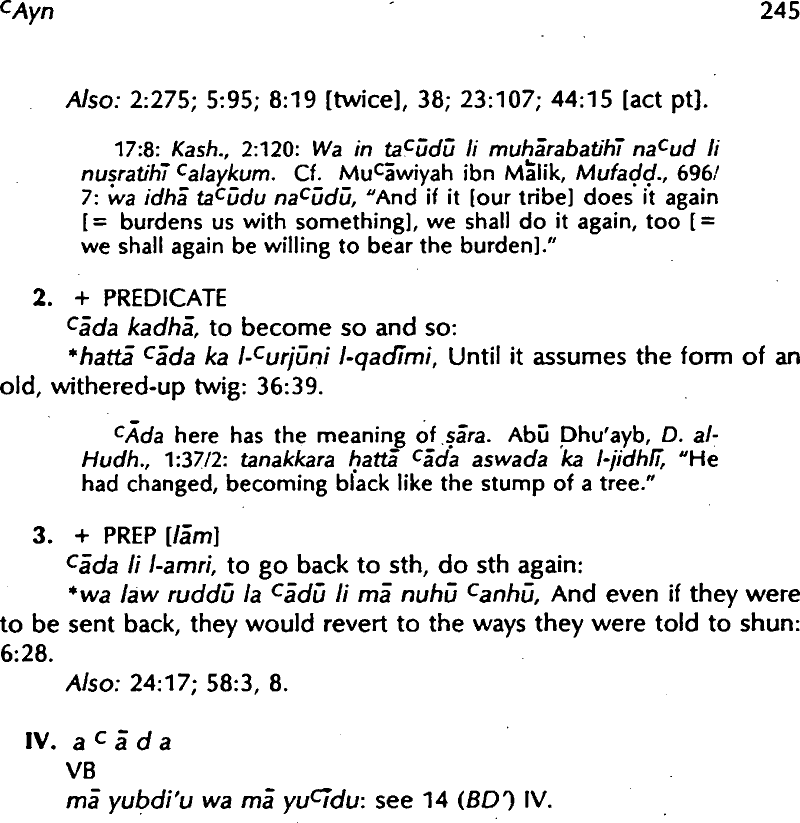 ᶜAyn 245
Also: 2:275; 5:95; 8:19 [twice], 38; 23:107; 44:15 [act pt].
17:8: Kash., 2:120: Wa in taᶜūdū li muḥārabatihī naᶜud li
nuṣratihī ᶜalaykum. Cf. Muᶜāwiyah ibn Mālik, Mufaḍḍ., 696/
7: wa idhā taᶜūdu naᶜūdū, "And if it [our tribe] does it again
[= burdens us with something], we shall do it again, too [=
we shall again be willing to bear the burden]."
2. + PREDICATE
ᶜāda kadhā, to become so and so:
*hattā ᶜāda ka l-ᶜurjūni l-qadīmi, Until it assumes the form of an
old, withered-up twig: 36:39.
ᶜĀda here has the meaning of ṣāra. Abū Dhu'ayb, D. al-
Hudh., 1:37/2: tanakkara ḥattā ᶜāda aswada ka l-jidhlī, "He
had changed, becoming black like the stump of a tree."
3. + PREP [lām]
ᶜāda li l-amri, to go back to sth, do sth again:
*wa law ruddū la ᶜādū li mā nuhū ᶜanhū, And even if they were
to be sent back, they would revert to the ways they were told to shun:
6:28.
Also: 24:17; 58:3, 8.
IV. a ᶜ ā d a
VB
mā yubdi'u wa mā yuᶜīdu: see 14 (BD') IV.